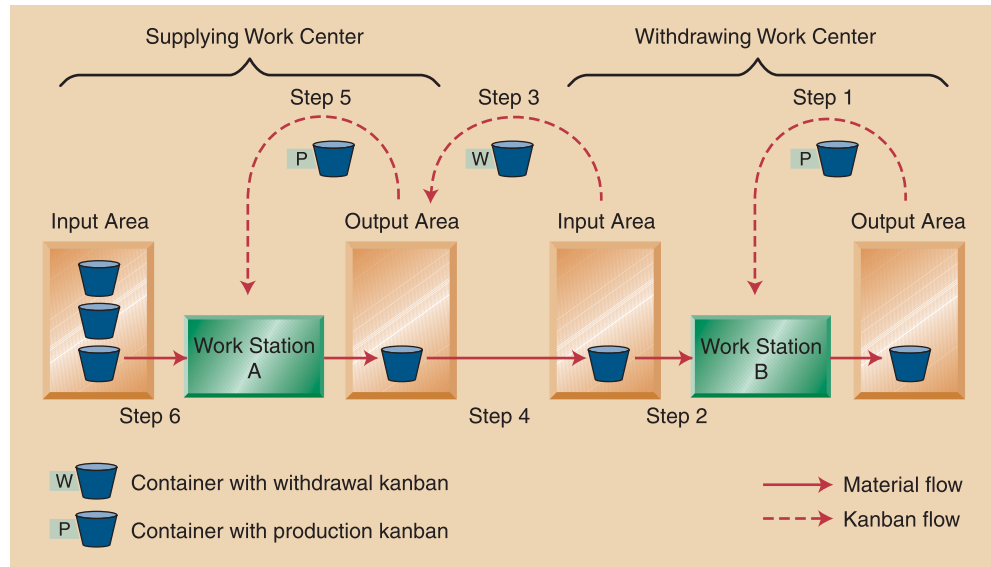 Supplying Work Center
Withdrawing Work Center
Step 5
Step 3
Step 1
P
W
P
Input Area
Output Area
Input Area
Output Area
Work Station
A
Work Station
B
Step 6
Step 4
Step 2
W
Container with withdrawal kanban
P
Container with production kanban
Material flow
Kanban flow